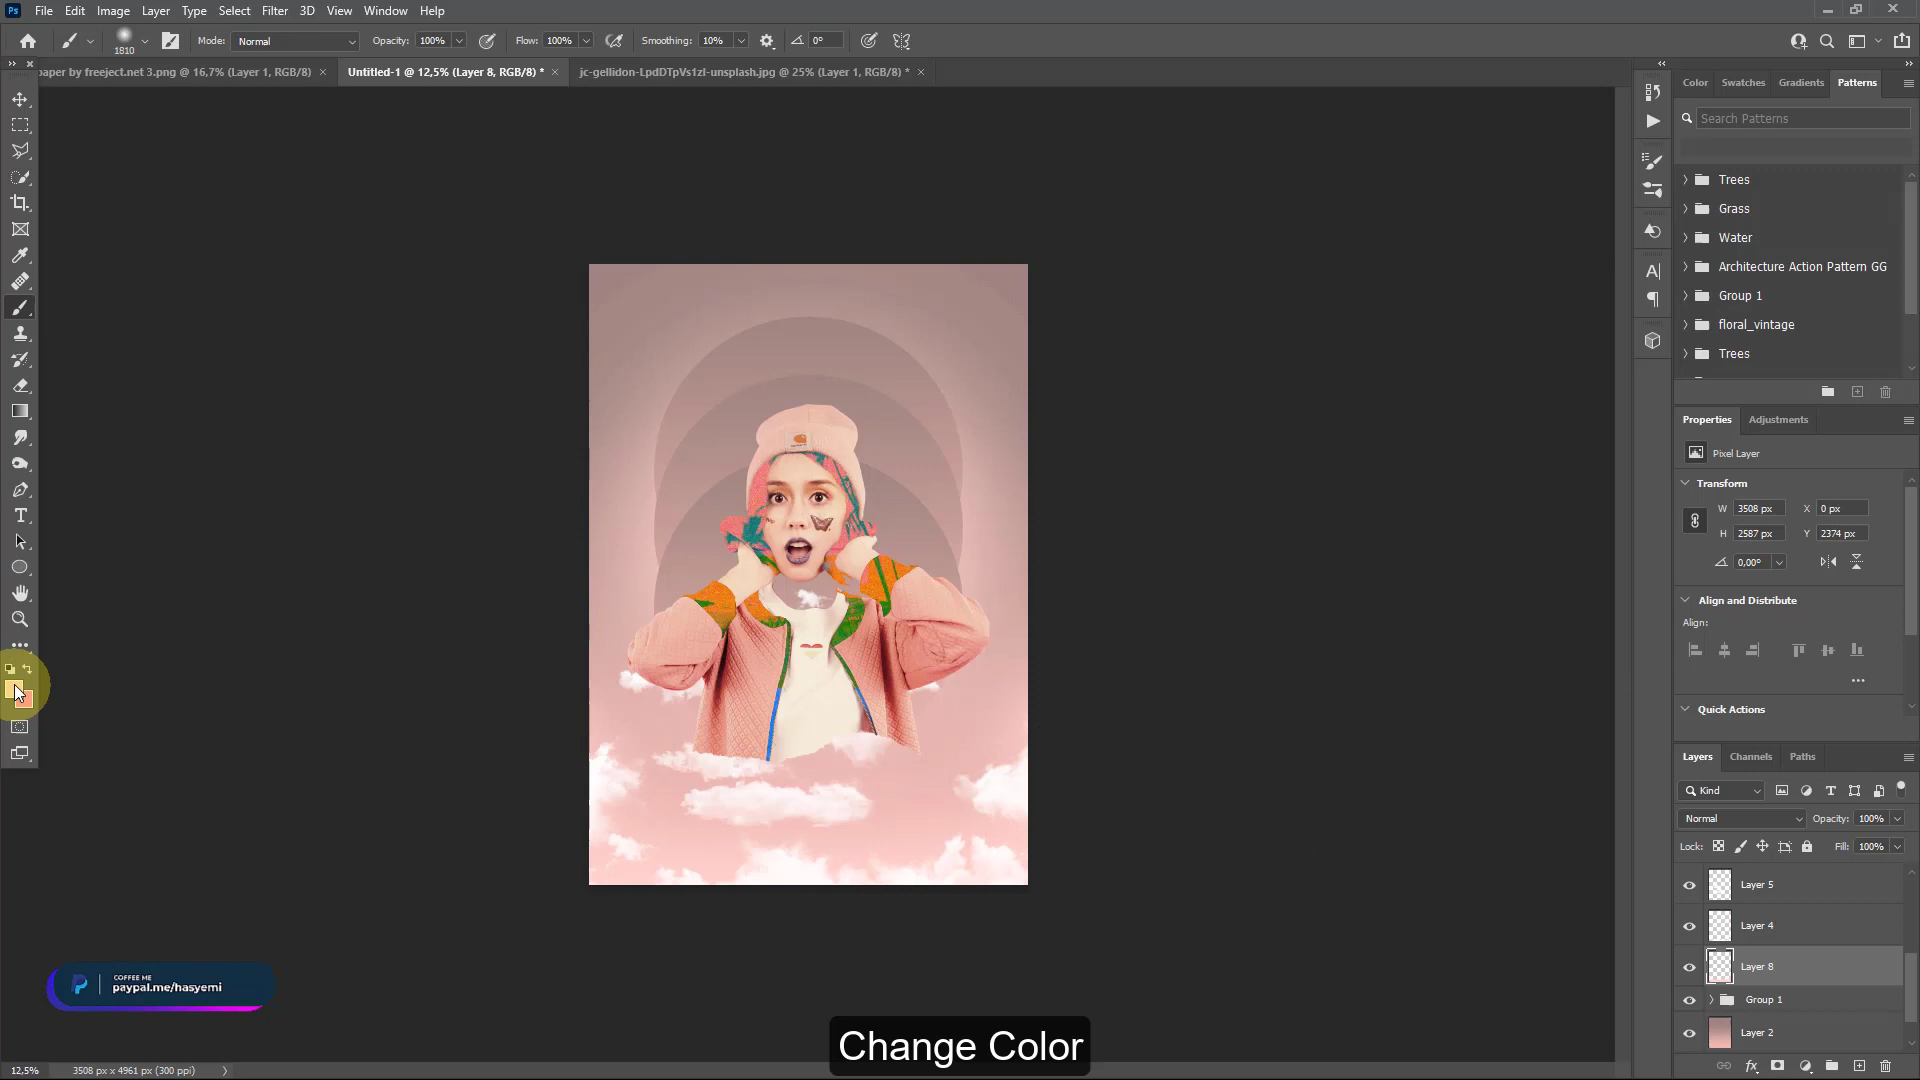 File Edit Image Layer Type Select Filter 3D View Window Help
1810 Mode: Normal Opacity: 100% Flow: 100% Smoothing: 10% 0°
paper by freeject.net 3.png @ 16,7% (Layer 1, RGB/8)
Untitled-1 @ 12,5% (Layer 8, RGB/8) *
jc-gellidon-LpdDTpVs1zI-unsplash.jpg @ 25% (Layer 1, RGB/8) *
Color Swatches Gradients Patterns
Search Patterns
Trees
Grass
Water
Architecture Action Pattern GG
Group 1
floral_vintage
Trees
Properties Adjustments
Pixel Layer
Transform
W 3508 px X 0 px
H 2587 px Y 2374 px
0,00°
Align and Distribute
Align:
Quick Actions
Layers Channels Paths
Kind
Normal Opacity: 100%
Lock: Fill: 100%
Layer 5
Layer 4
Layer 8
Group 1
Layer 2
COFFEE ME
paypal.me/hasyemi
Change Color
12,5% 3508 px x 4961 px (300 ppi)